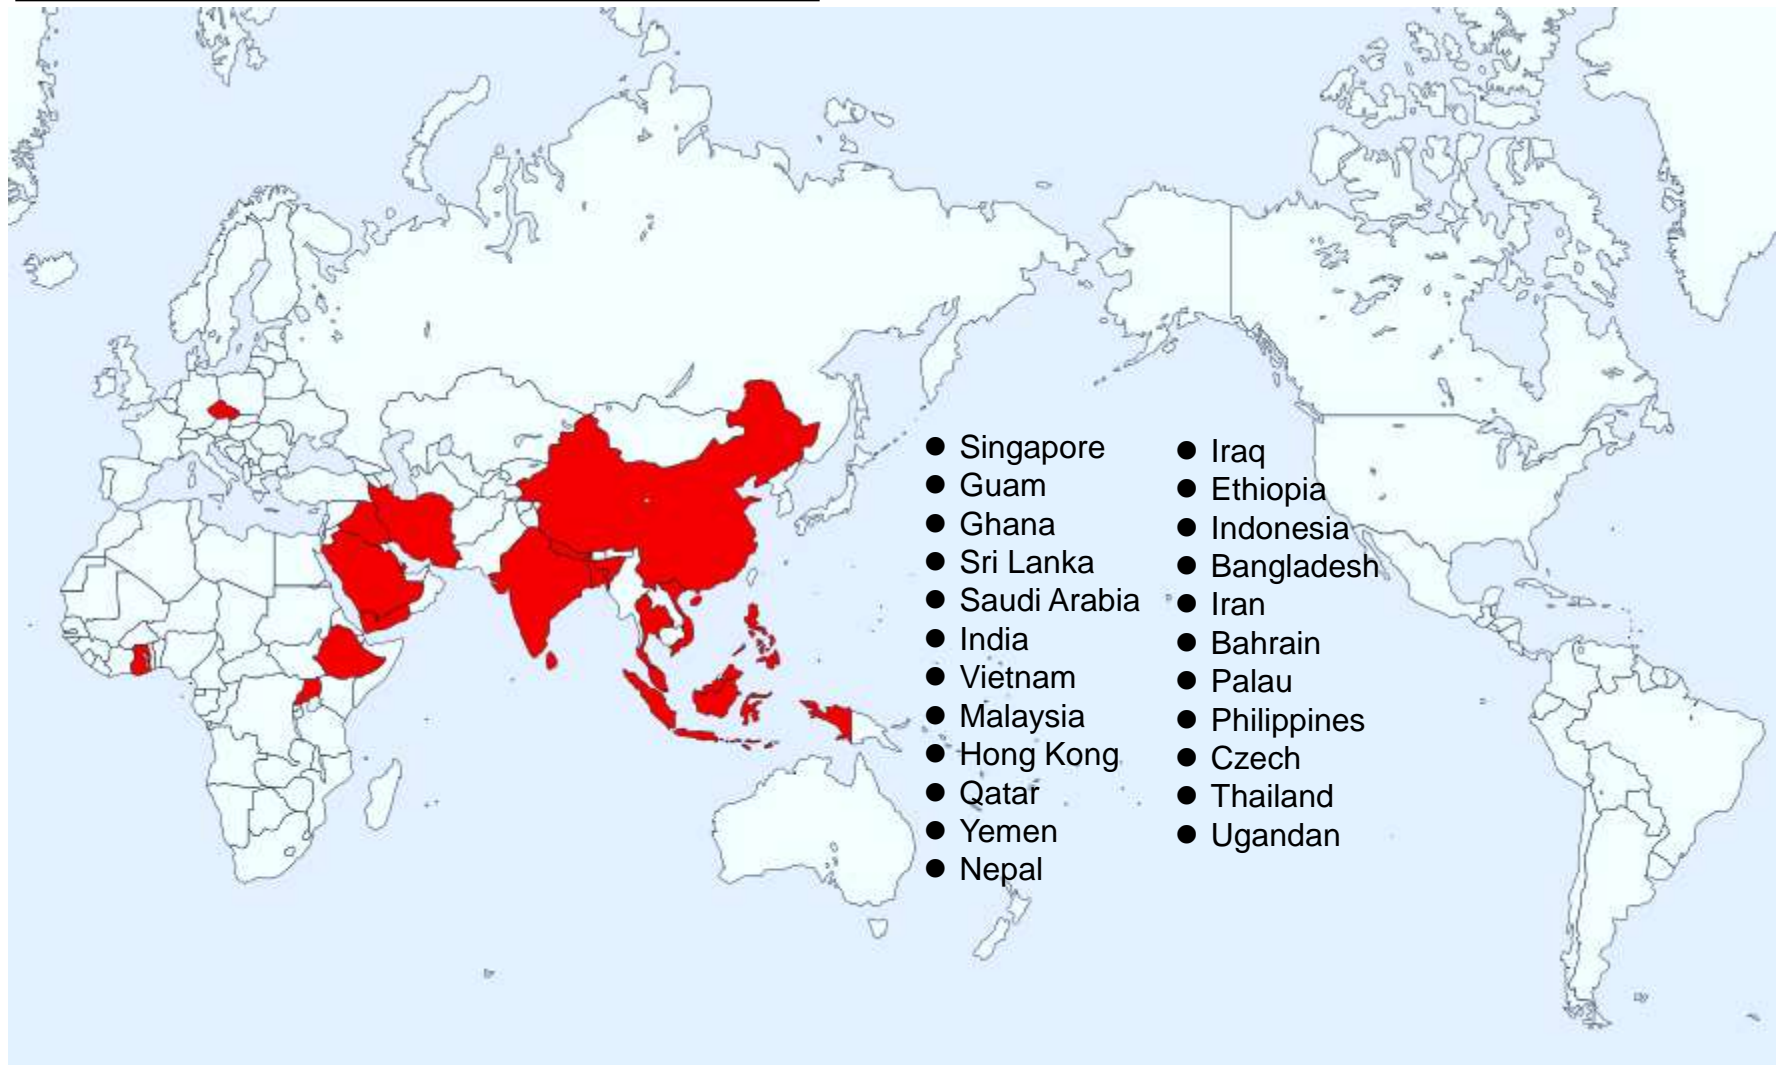 ● Singapore
● Guam
● Ghana
● Sri Lanka
● Saudi Arabia
● India
● Vietnam
● Malaysia
● Hong Kong
● Qatar
● Yemen
● Nepal
● Iraq
● Ethiopia
● Indonesia
● Bangladesh
● Iran
● Bahrain
● Palau
● Philippines
● Czech
● Thailand
● Ugandan